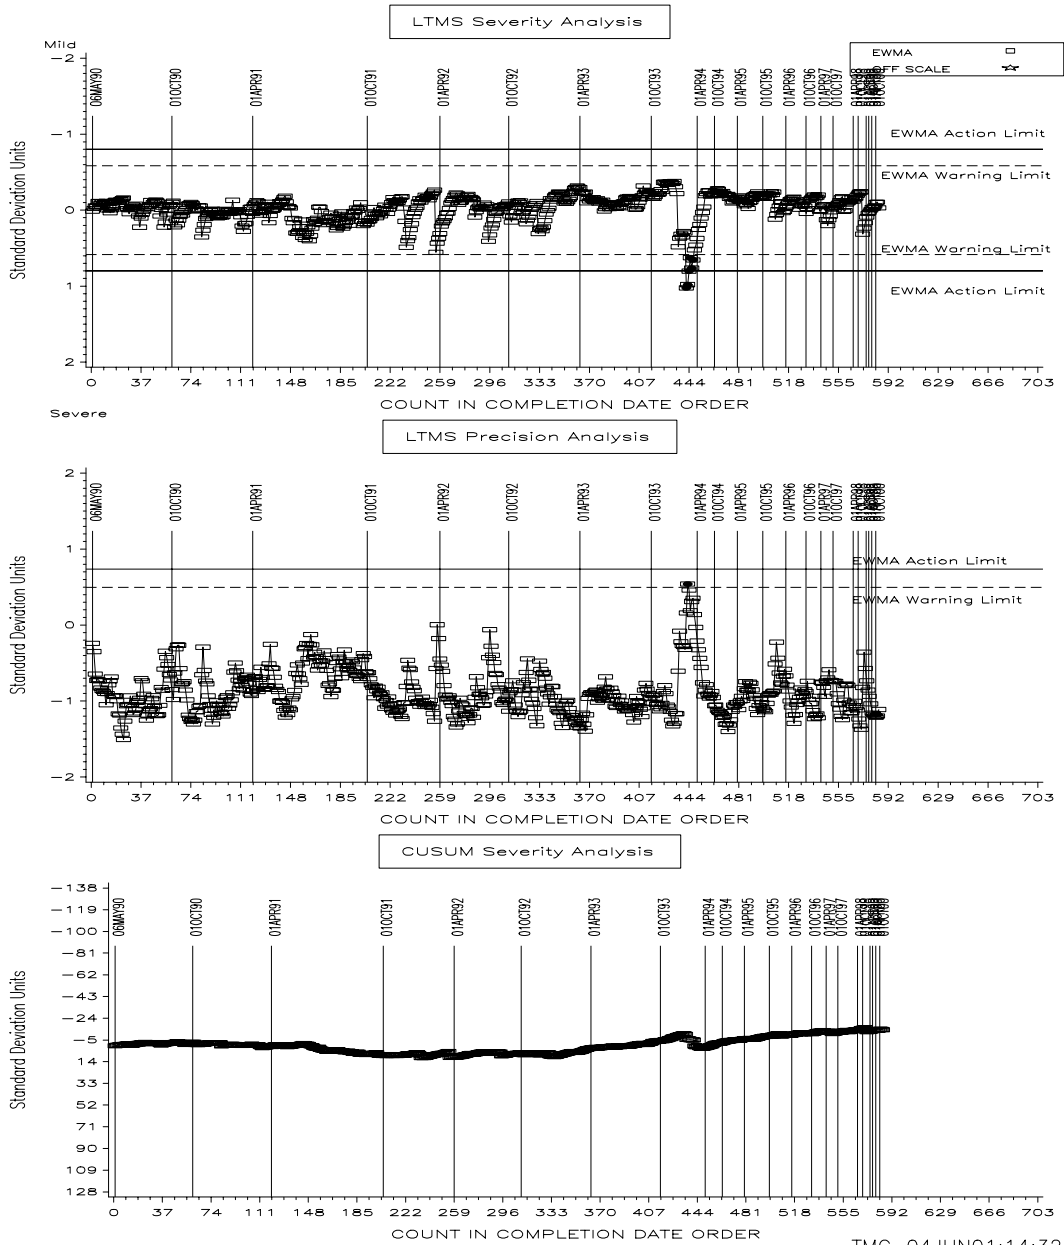 LTMS Severity Analysis
Mild
EWMA
OFF SCALE
-2
-1
0
1
2
Standard Deviation Units
06MAY90
01OCT90
01APR91
01OCT91
01APR92
01OCT92
01APR93
01OCT93
01APR94
01OCT94
01APR95
01OCT95
01APR96
01OCT96
01APR97
01OCT97
EWMA Action Limit
EWMA Warning Limit
EWMA Warning Limit
EWMA Action Limit
0 37 74 111 148 185 222 259 296 333 370 407 444 481 518 555 592 629 666 703
COUNT IN COMPLETION DATE ORDER
Severe
LTMS Precision Analysis
2
1
0
-1
-2
Standard Deviation Units
06MAY90
01OCT90
01APR91
01OCT91
01APR92
01OCT92
01APR93
01OCT93
01APR94
01OCT94
01APR95
01OCT95
01APR96
01OCT96
01APR97
01OCT97
EWMA Action Limit
EWMA Warning Limit
0 37 74 111 148 185 222 259 296 333 370 407 444 481 518 555 592 629 666 703
COUNT IN COMPLETION DATE ORDER
CUSUM Severity Analysis
-138
-119
-100
-81
-62
-43
-24
-5
14
33
52
71
90
109
128
Standard Deviation Units
06MAY90
01OCT90
01APR91
01OCT91
01APR92
01OCT92
01APR93
01OCT93
01APR94
01OCT94
01APR95
01OCT95
01APR96
01OCT96
01APR97
01OCT97
0 37 74 111 148 185 222 259 296 333 370 407 444 481 518 555 592 629 666 703
COUNT IN COMPLETION DATE ORDER